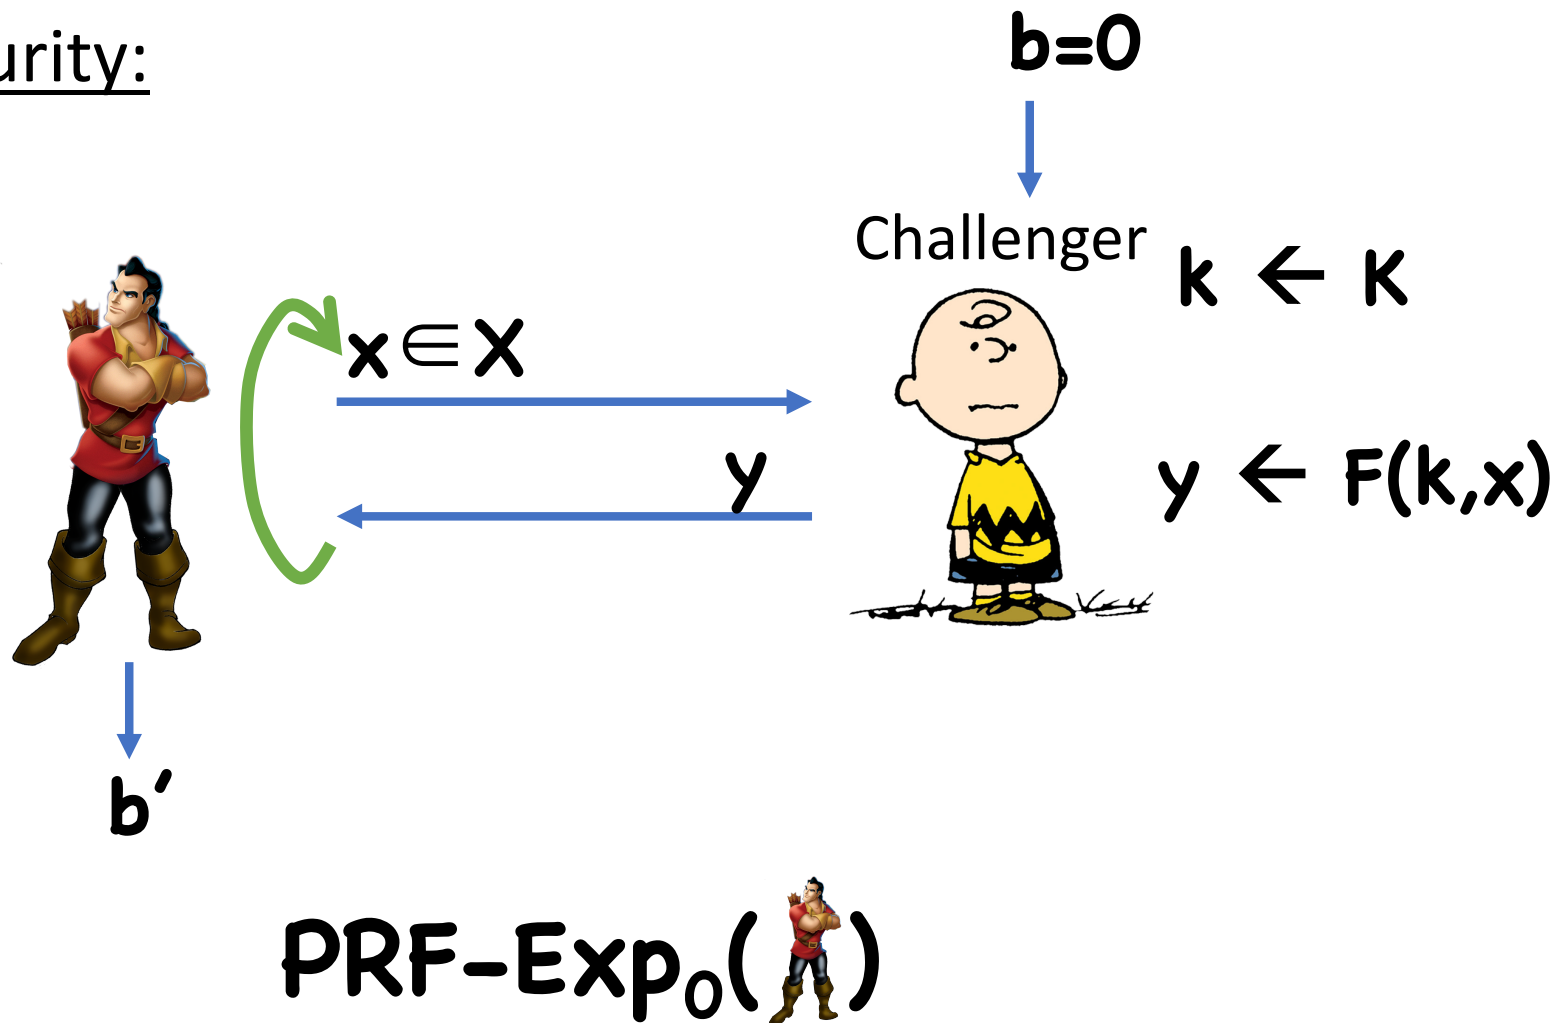 urity:
b=0
Challenger
k ← K
x ∈ X
y
y ← F(k,x)
b′
PRF-Exp₀( )